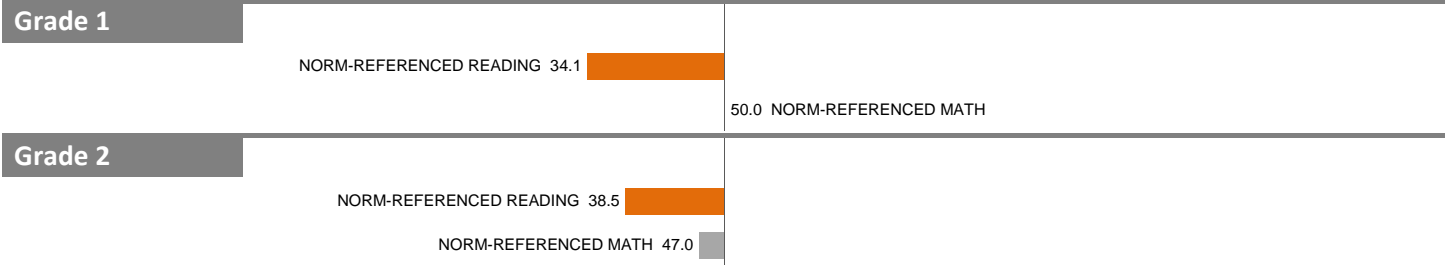 Grade 1
NORM-REFERENCED READING 34.1
50.0 NORM-REFERENCED MATH
Grade 2
NORM-REFERENCED READING 38.5
NORM-REFERENCED MATH 47.0